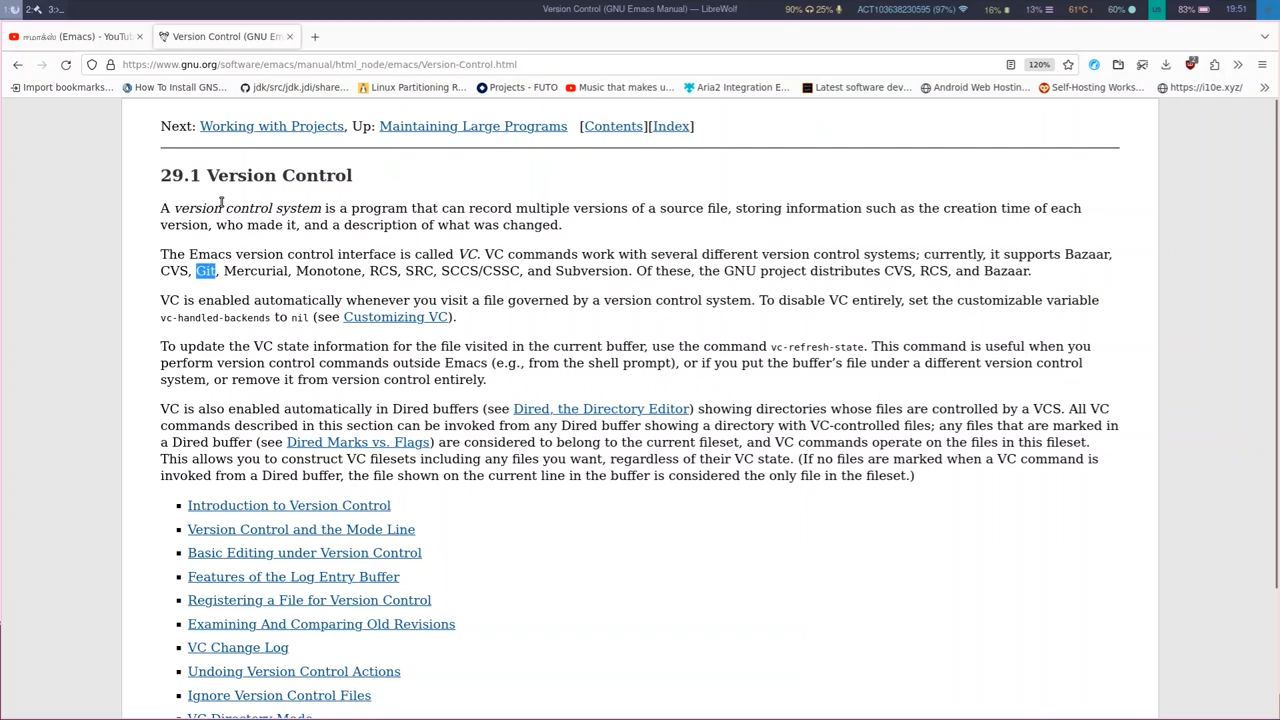 Version Control (GNU Emacs Manual) — LibreWolf
90% 25% ACT103638230595 (97%) 16% 13% 61°C 60% US 83% 19:51
ஈமாக்ஸ் (Emacs) - YouTu
Version Control (GNU Em
https://www.gnu.org/software/emacs/manual/html_node/emacs/Version-Control.html
120%
Import bookmarks... How To Install GNS... jdk/src/jdk.jdi/share... Linux Partitioning R... Projects - FUTO Music that makes u... Aria2 Integration E... Latest software dev... Android Web Hostin... Self-Hosting Works... https://i10e.xyz/
Next: Working with Projects, Up: Maintaining Large Programs [Contents][Index]
29.1 Version Control
A version control system is a program that can record multiple versions of a source file, storing information such as the creation time of each
version, who made it, and a description of what was changed.
The Emacs version control interface is called VC. VC commands work with several different version control systems; currently, it supports Bazaar,
CVS, Git, Mercurial, Monotone, RCS, SRC, SCCS/CSSC, and Subversion. Of these, the GNU project distributes CVS, RCS, and Bazaar.
VC is enabled automatically whenever you visit a file governed by a version control system. To disable VC entirely, set the customizable variable
vc-handled-backends to nil (see Customizing VC).
To update the VC state information for the file visited in the current buffer, use the command vc-refresh-state. This command is useful when you
perform version control commands outside Emacs (e.g., from the shell prompt), or if you put the buffer’s file under a different version control
system, or remove it from version control entirely.
VC is also enabled automatically in Dired buffers (see Dired, the Directory Editor) showing directories whose files are controlled by a VCS. All VC
commands described in this section can be invoked from any Dired buffer showing a directory with VC-controlled files; any files that are marked in
a Dired buffer (see Dired Marks vs. Flags) are considered to belong to the current fileset, and VC commands operate on the files in this fileset.
This allows you to construct VC filesets including any files you want, regardless of their VC state. (If no files are marked when a VC command is
invoked from a Dired buffer, the file shown on the current line in the buffer is considered the only file in the fileset.)
Introduction to Version Control
Version Control and the Mode Line
Basic Editing under Version Control
Features of the Log Entry Buffer
Registering a File for Version Control
Examining And Comparing Old Revisions
VC Change Log
Undoing Version Control Actions
Ignore Version Control Files
VC Directory Mode